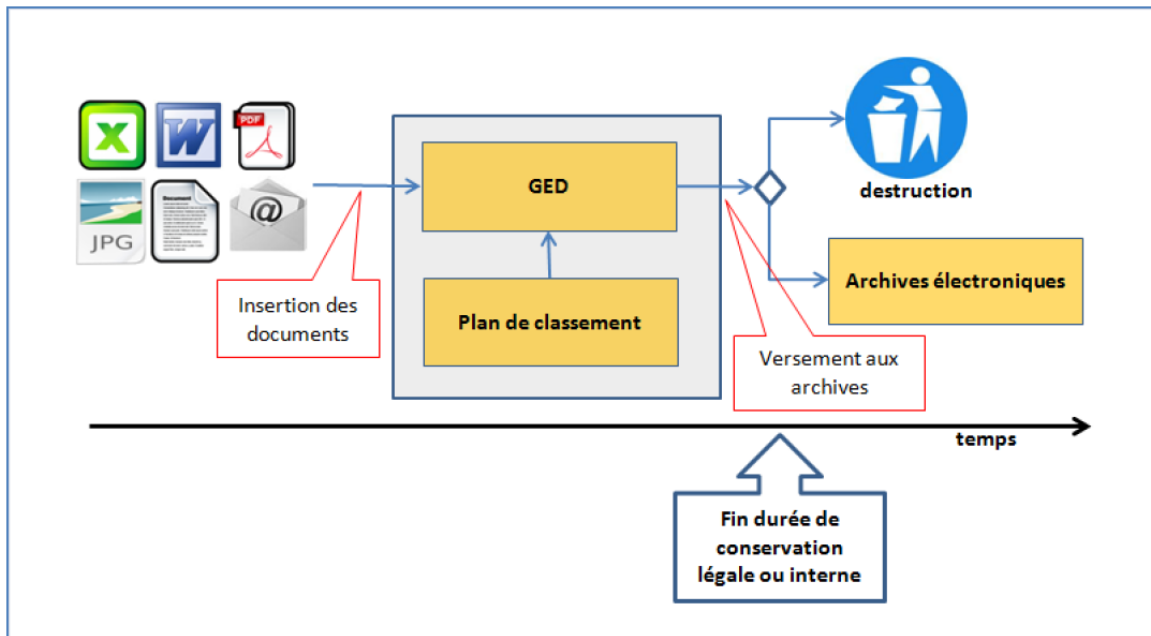 PDF
W
X
JPG
Document
@
Insertion des
documents
GED
Plan de classement
destruction
Archives électroniques
Versement aux
archives
temps
Fin durée de
conservation
légale ou interne